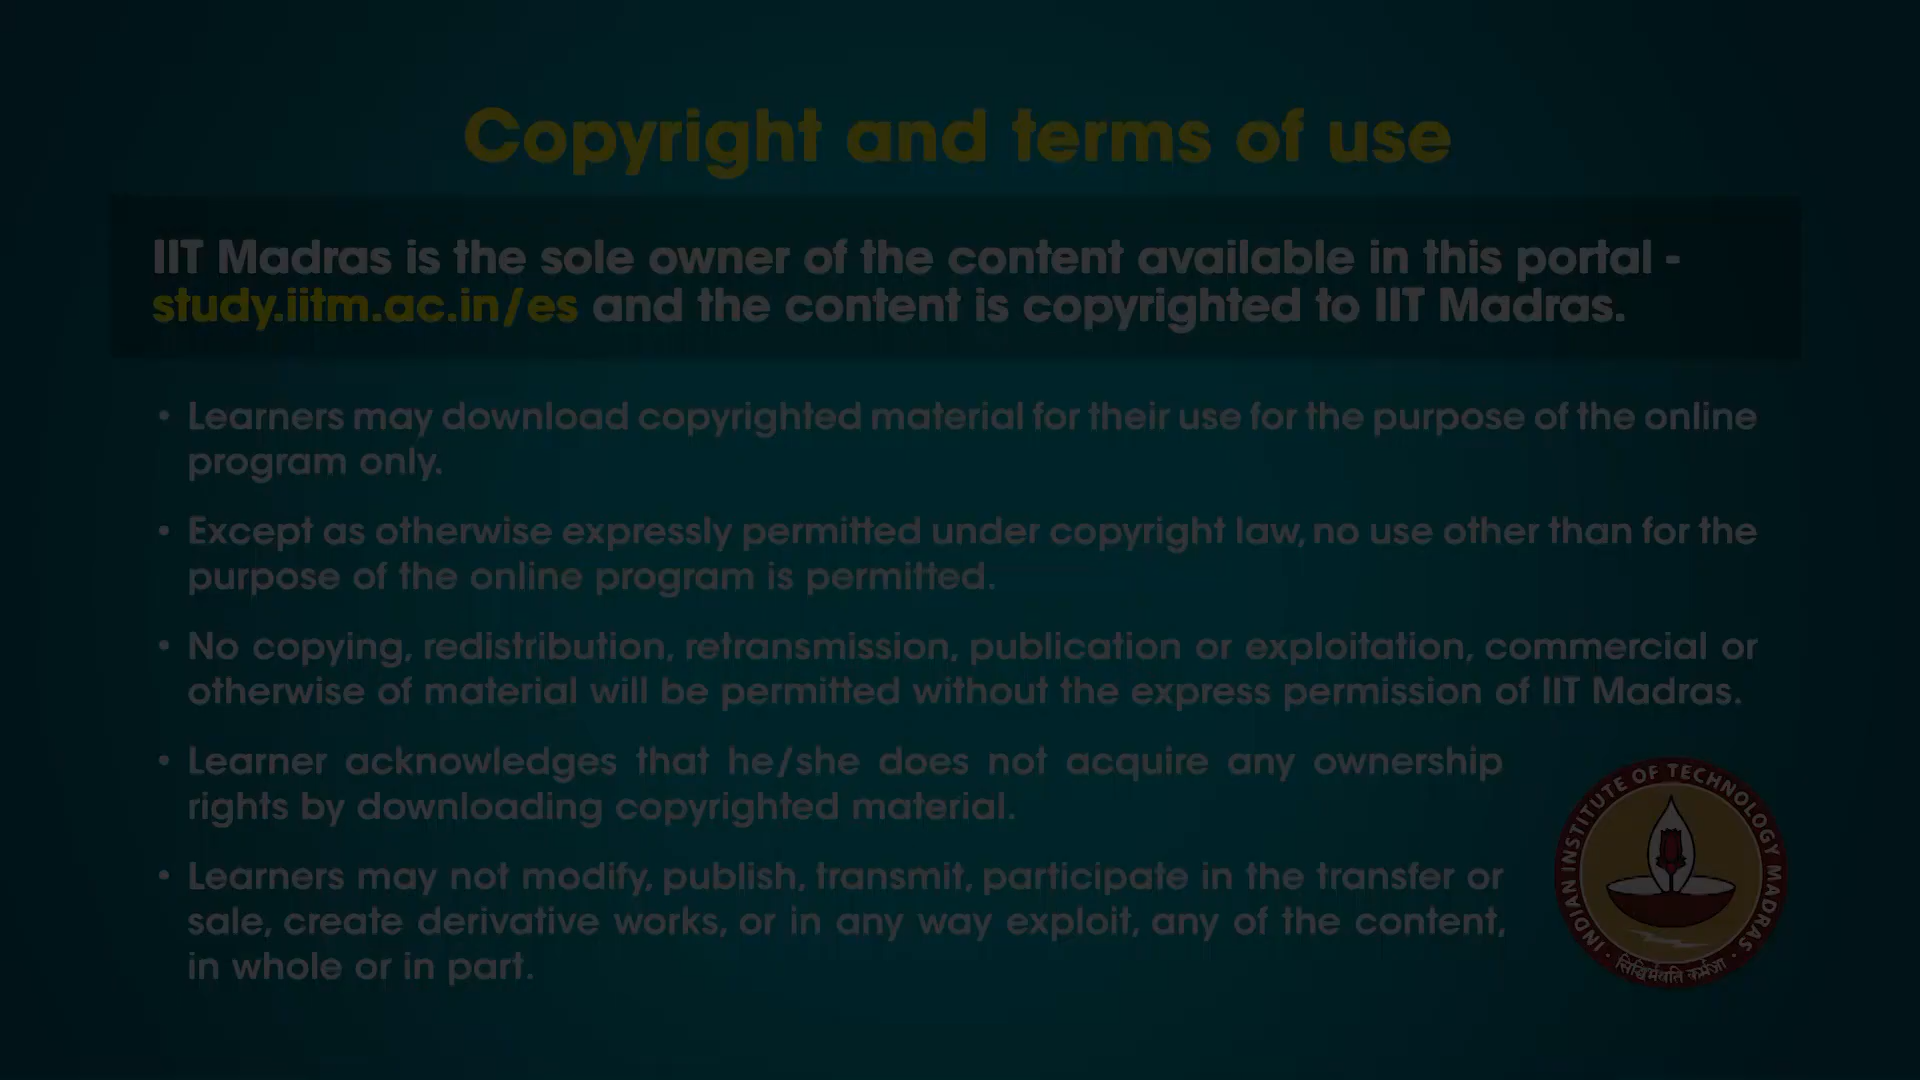 Copyright and terms of use
IIT Madras is the sole owner of the content available in this portal -
study.iitm.ac.in/es and the content is copyrighted to IIT Madras.
• Learners may download copyrighted material for their use for the purpose of the online
program only.
• Except as otherwise expressly permitted under copyright law, no use other than for the
purpose of the online program is permitted.
• No copying, redistribution, retransmission, publication or exploitation, commercial or
otherwise of material will be permitted without the express permission of IIT Madras.
• Learner acknowledges that he/she does not acquire any ownership
rights by downloading copyrighted material.
• Learners may not modify, publish, transmit, participate in the transfer or
sale, create derivative works, or in any way exploit, any of the content,
in whole or in part.
INDIAN INSTITUTE OF TECHNOLOGY MADRAS
सिद्धिर्भवति कर्मजा